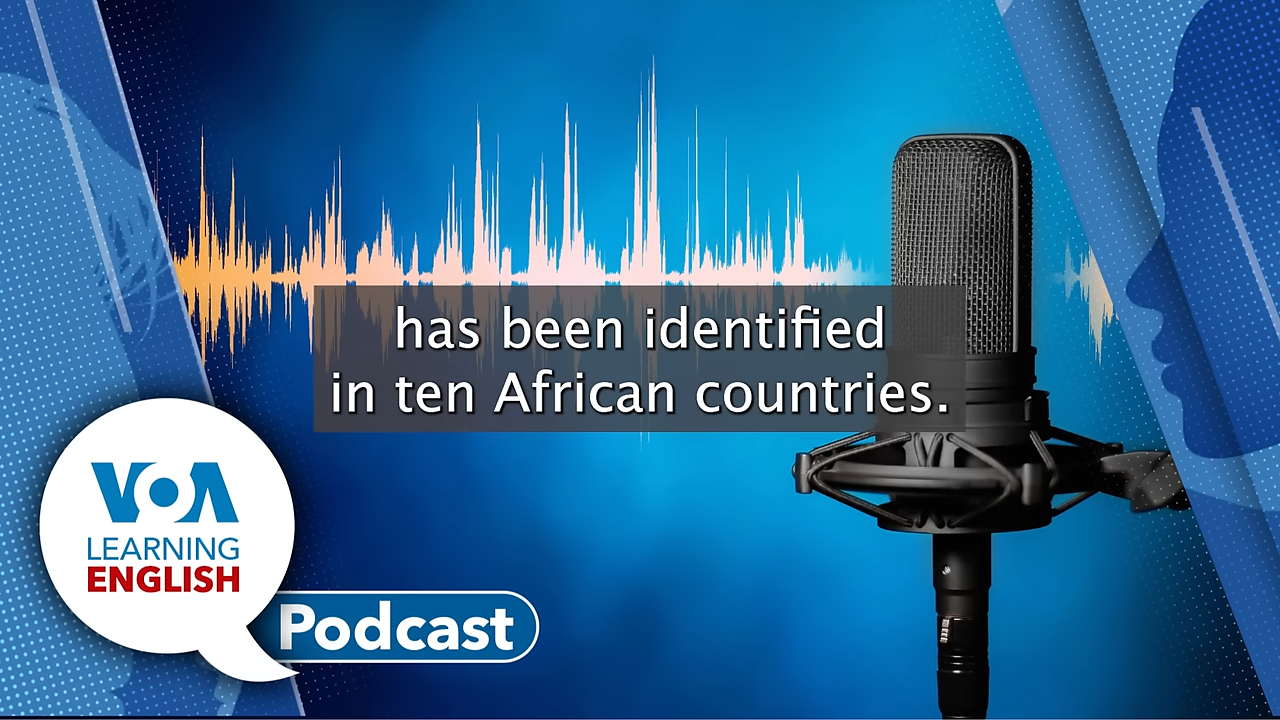 has been identified
in ten African countries.
VOA
LEARNING
ENGLISH
Podcast